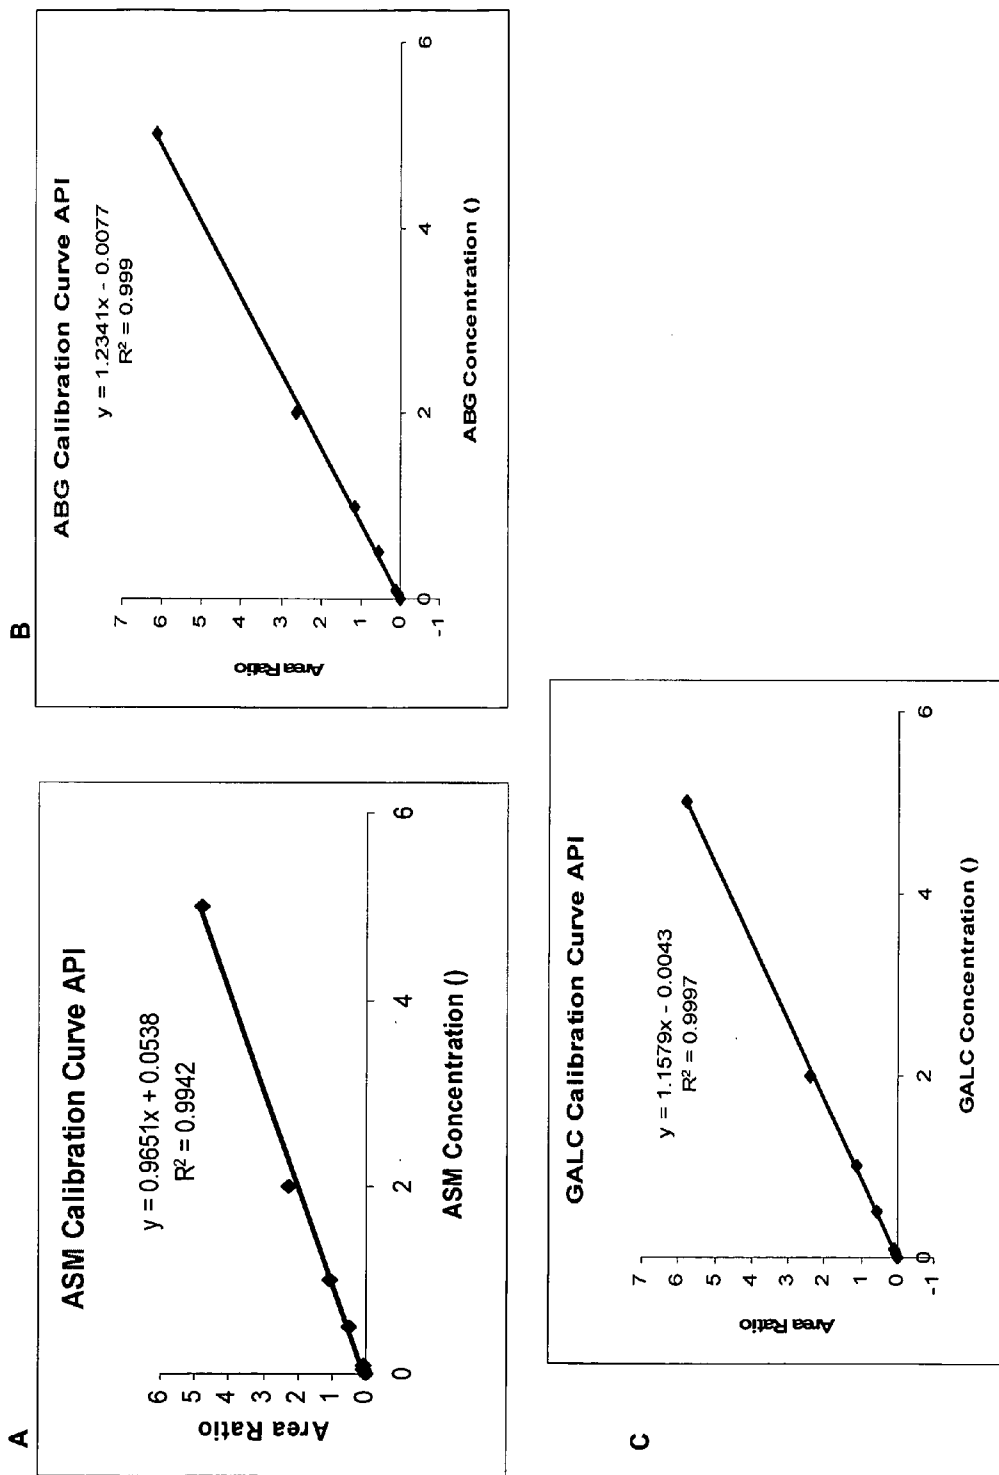 A
ASM Calibration Curve API
y = 0.9651x + 0.0538
R² = 0.9942
6
5
4
3
2
1
0
Area Ratio
0 2 4 6
ASM Concentration ()
B
ABG Calibration Curve API
y = 1.2341x - 0.0077
R² = 0.999
7
6
5
4
3
2
1
0
-1
Area Ratio
0 2 4 6
ABG Concentration ()
C
GALC Calibration Curve API
y = 1.1579x - 0.0043
R² = 0.9997
7
6
5
4
3
2
1
0
-1
Area Ratio
0 2 4 6
GALC Concentration ()